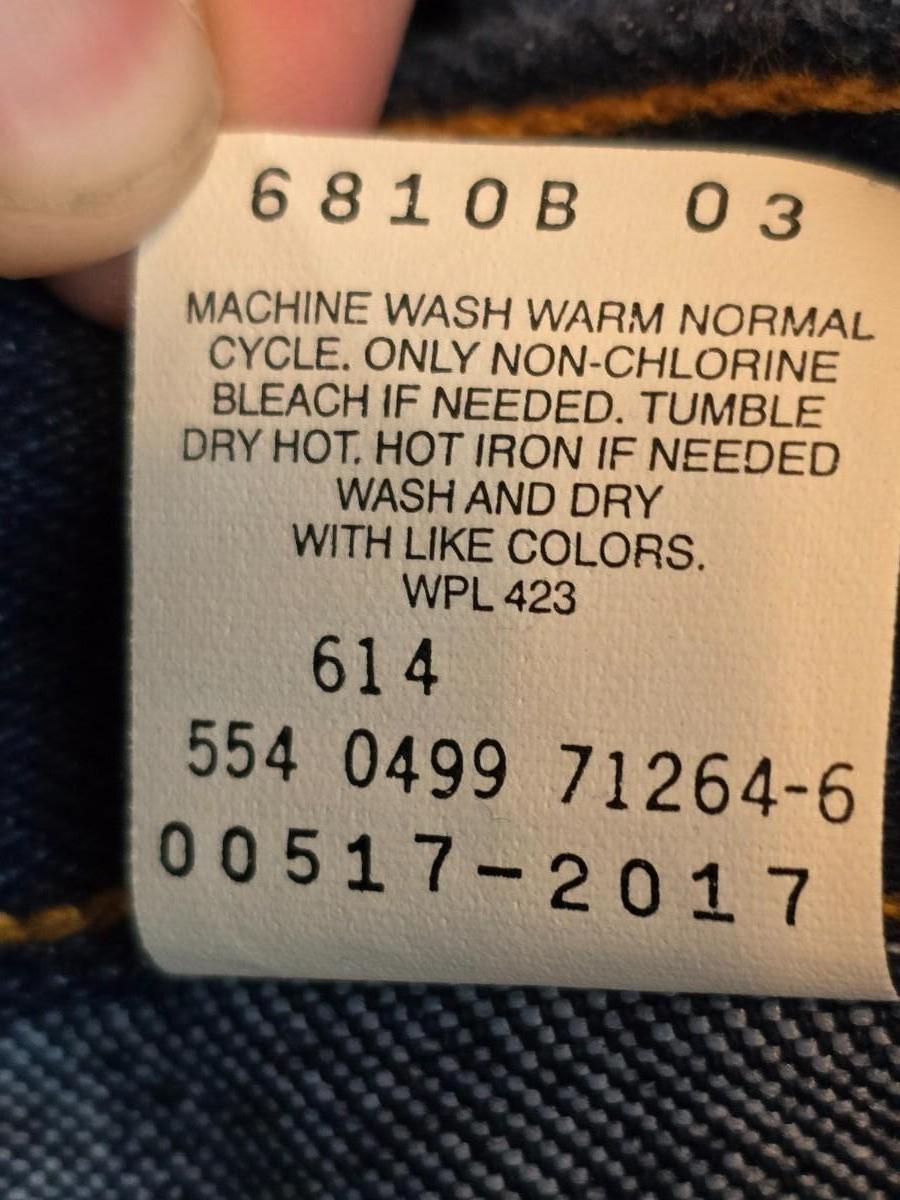 6810B 03
MACHINE WASH WARM NORMAL
CYCLE. ONLY NON-CHLORINE
BLEACH IF NEEDED. TUMBLE
DRY HOT. HOT IRON IF NEEDED
WASH AND DRY
WITH LIKE COLORS.
WPL 423
614
554 0499 71264-6
00517-2017